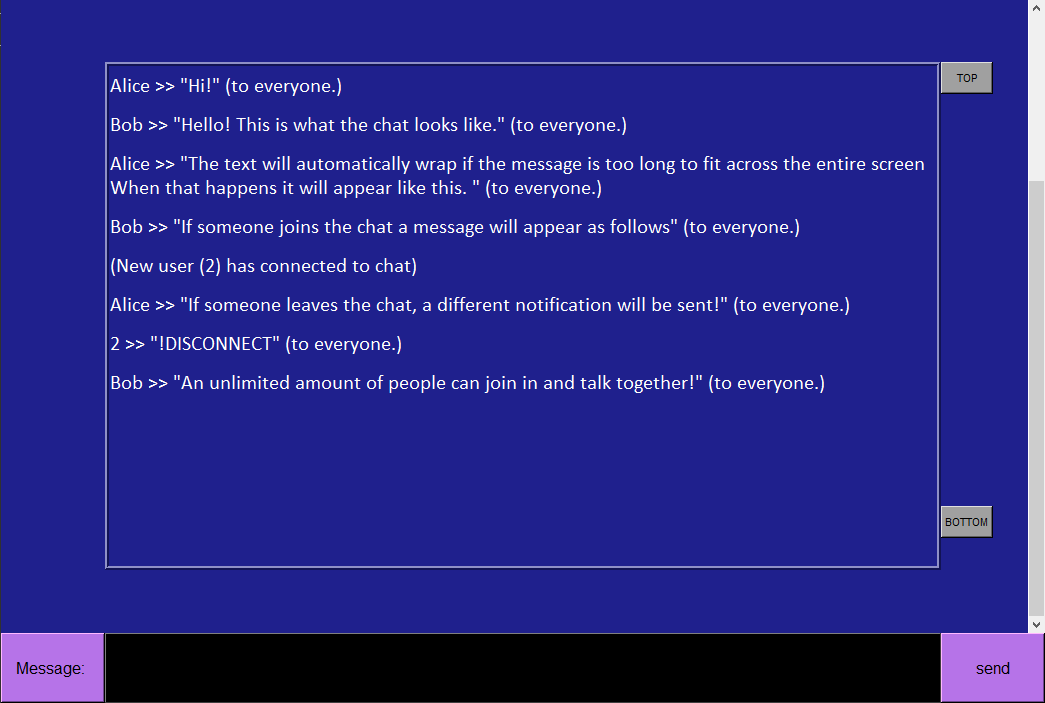 Alice >> "Hi!" (to everyone.)
TOP
Bob >> "Hello! This is what the chat looks like." (to everyone.)
Alice >> "The text will automatically wrap if the message is too long to fit across the entire screen
When that happens it will appear like this. " (to everyone.)
Bob >> "If someone joins the chat a message will appear as follows" (to everyone.)
(New user (2) has connected to chat)
Alice >> "If someone leaves the chat, a different notification will be sent!" (to everyone.)
2 >> "!DISCONNECT" (to everyone.)
Bob >> "An unlimited amount of people can join in and talk together!" (to everyone.)
BOTTOM
Message:
send